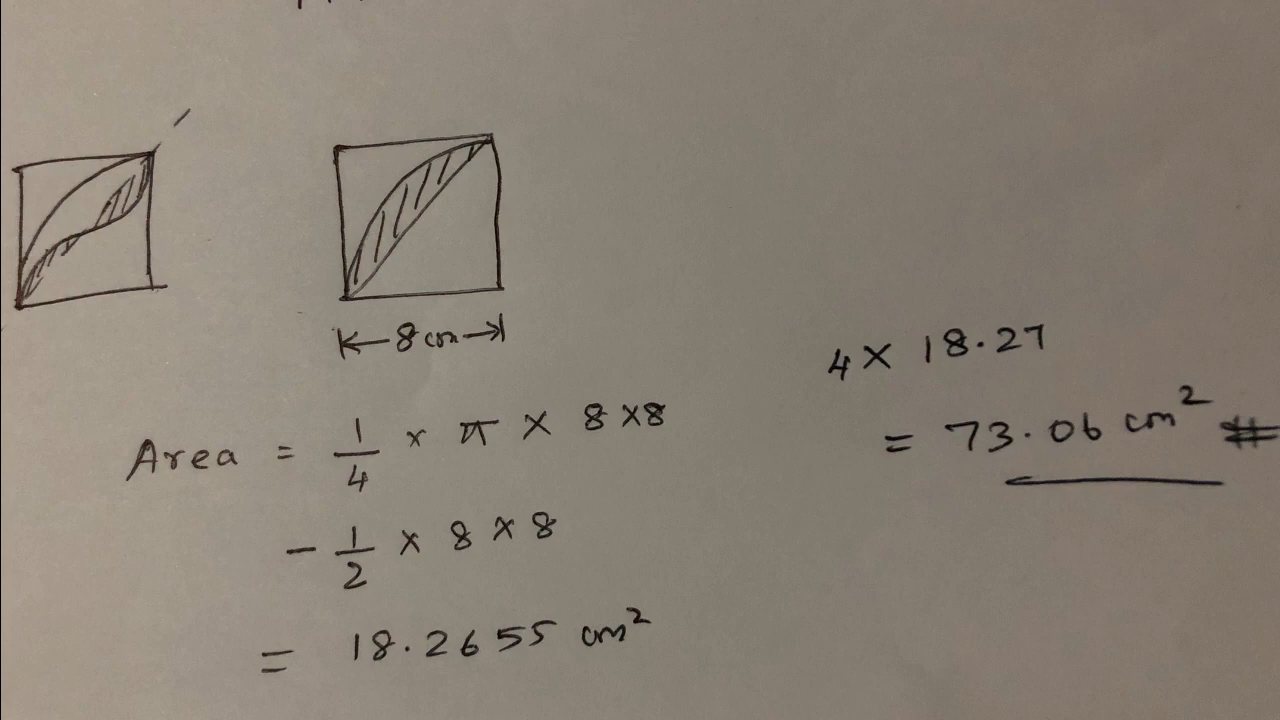 8 cm
Area = 1/4 × π × 8 × 8
- 1/2 × 8 × 8
= 18.2655 cm²
4 × 18.27
= 73.06 cm²